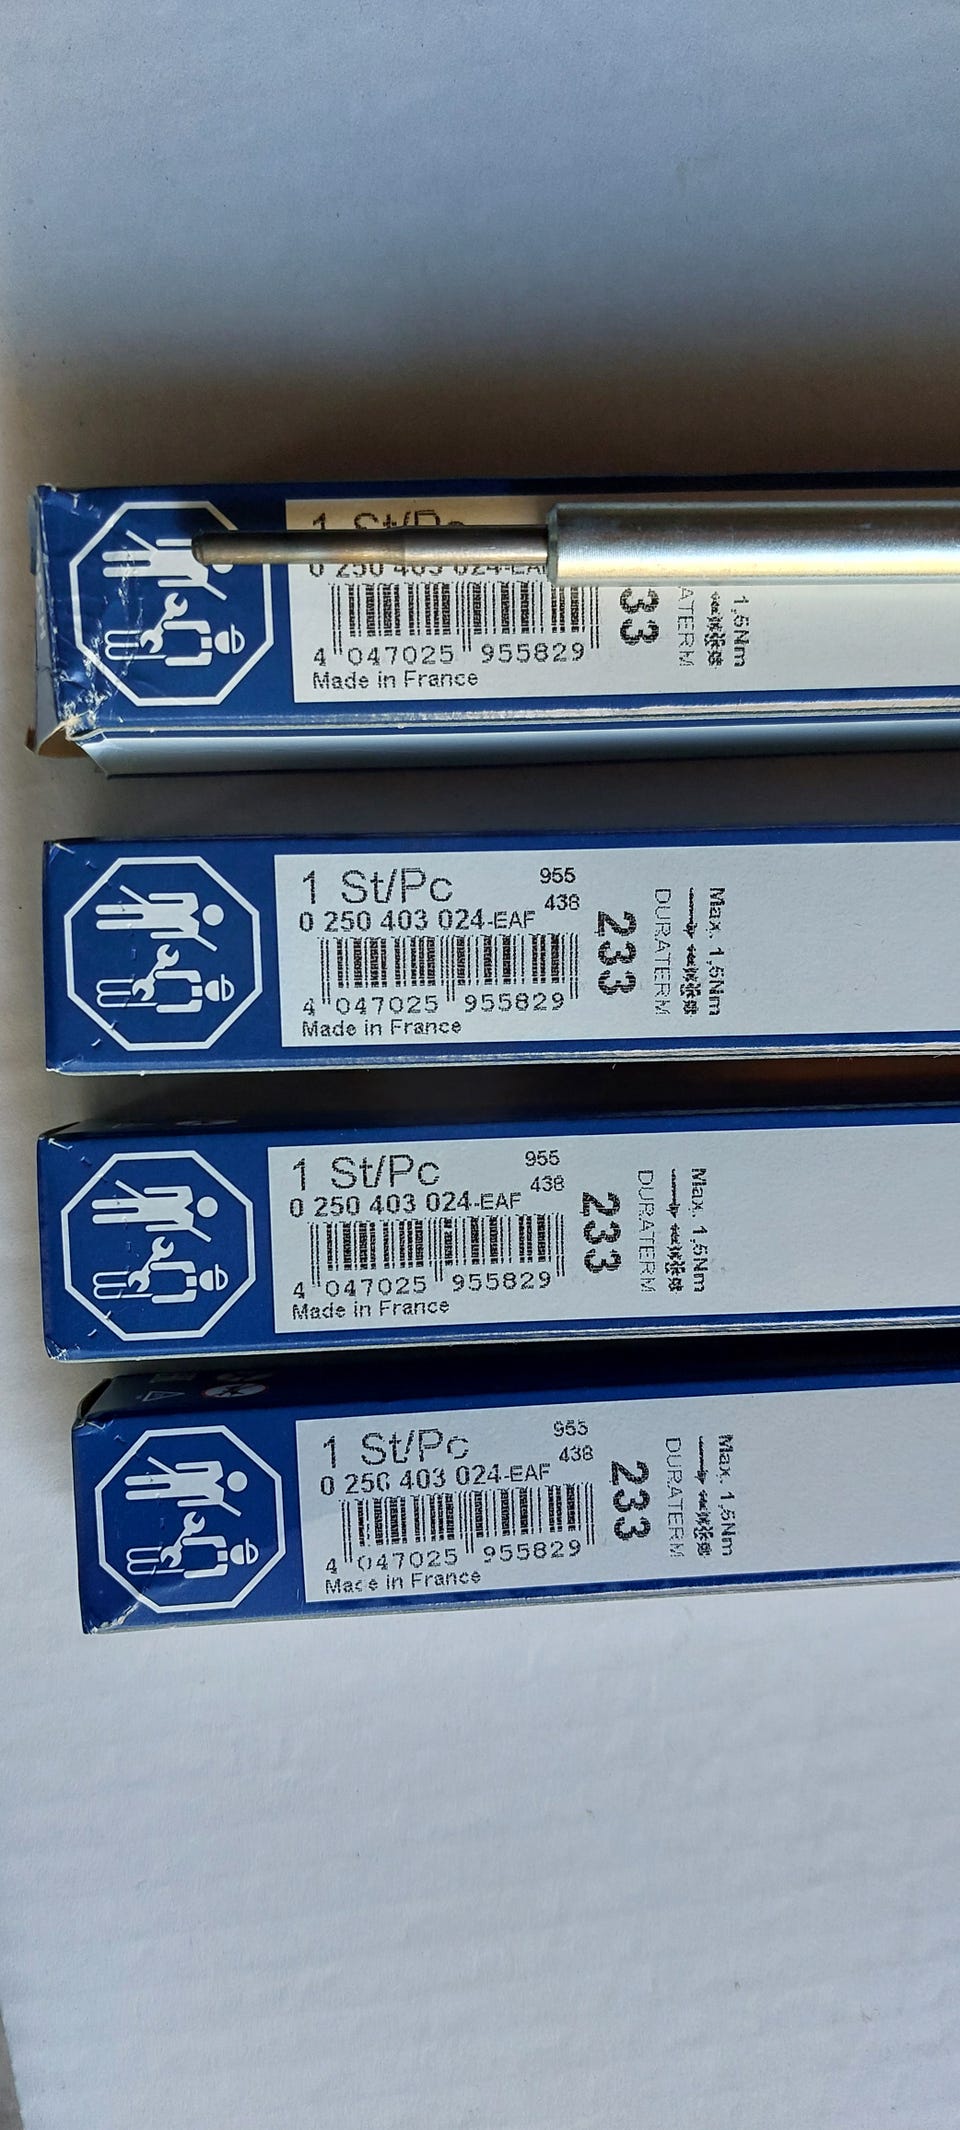 1 St/Pc
0 250 403 024-EAF
33
ATERM
1,5Nm
4 047025 955829
Made in France
1 St/Pc
955
438
0 250 403 024-EAF
233
DURATERM
Max. 1,5Nm
4 047025 955829
Made in France
1 St/Pc
955
438
0 250 403 024-EAF
233
DURATERM
Max. 1,5Nm
4 047025 955829
Made in France
1 St/Pc
955
438
0 250 403 024-EAF
233
DURATERM
Max. 1,5Nm
4 047025 955829
Made in France